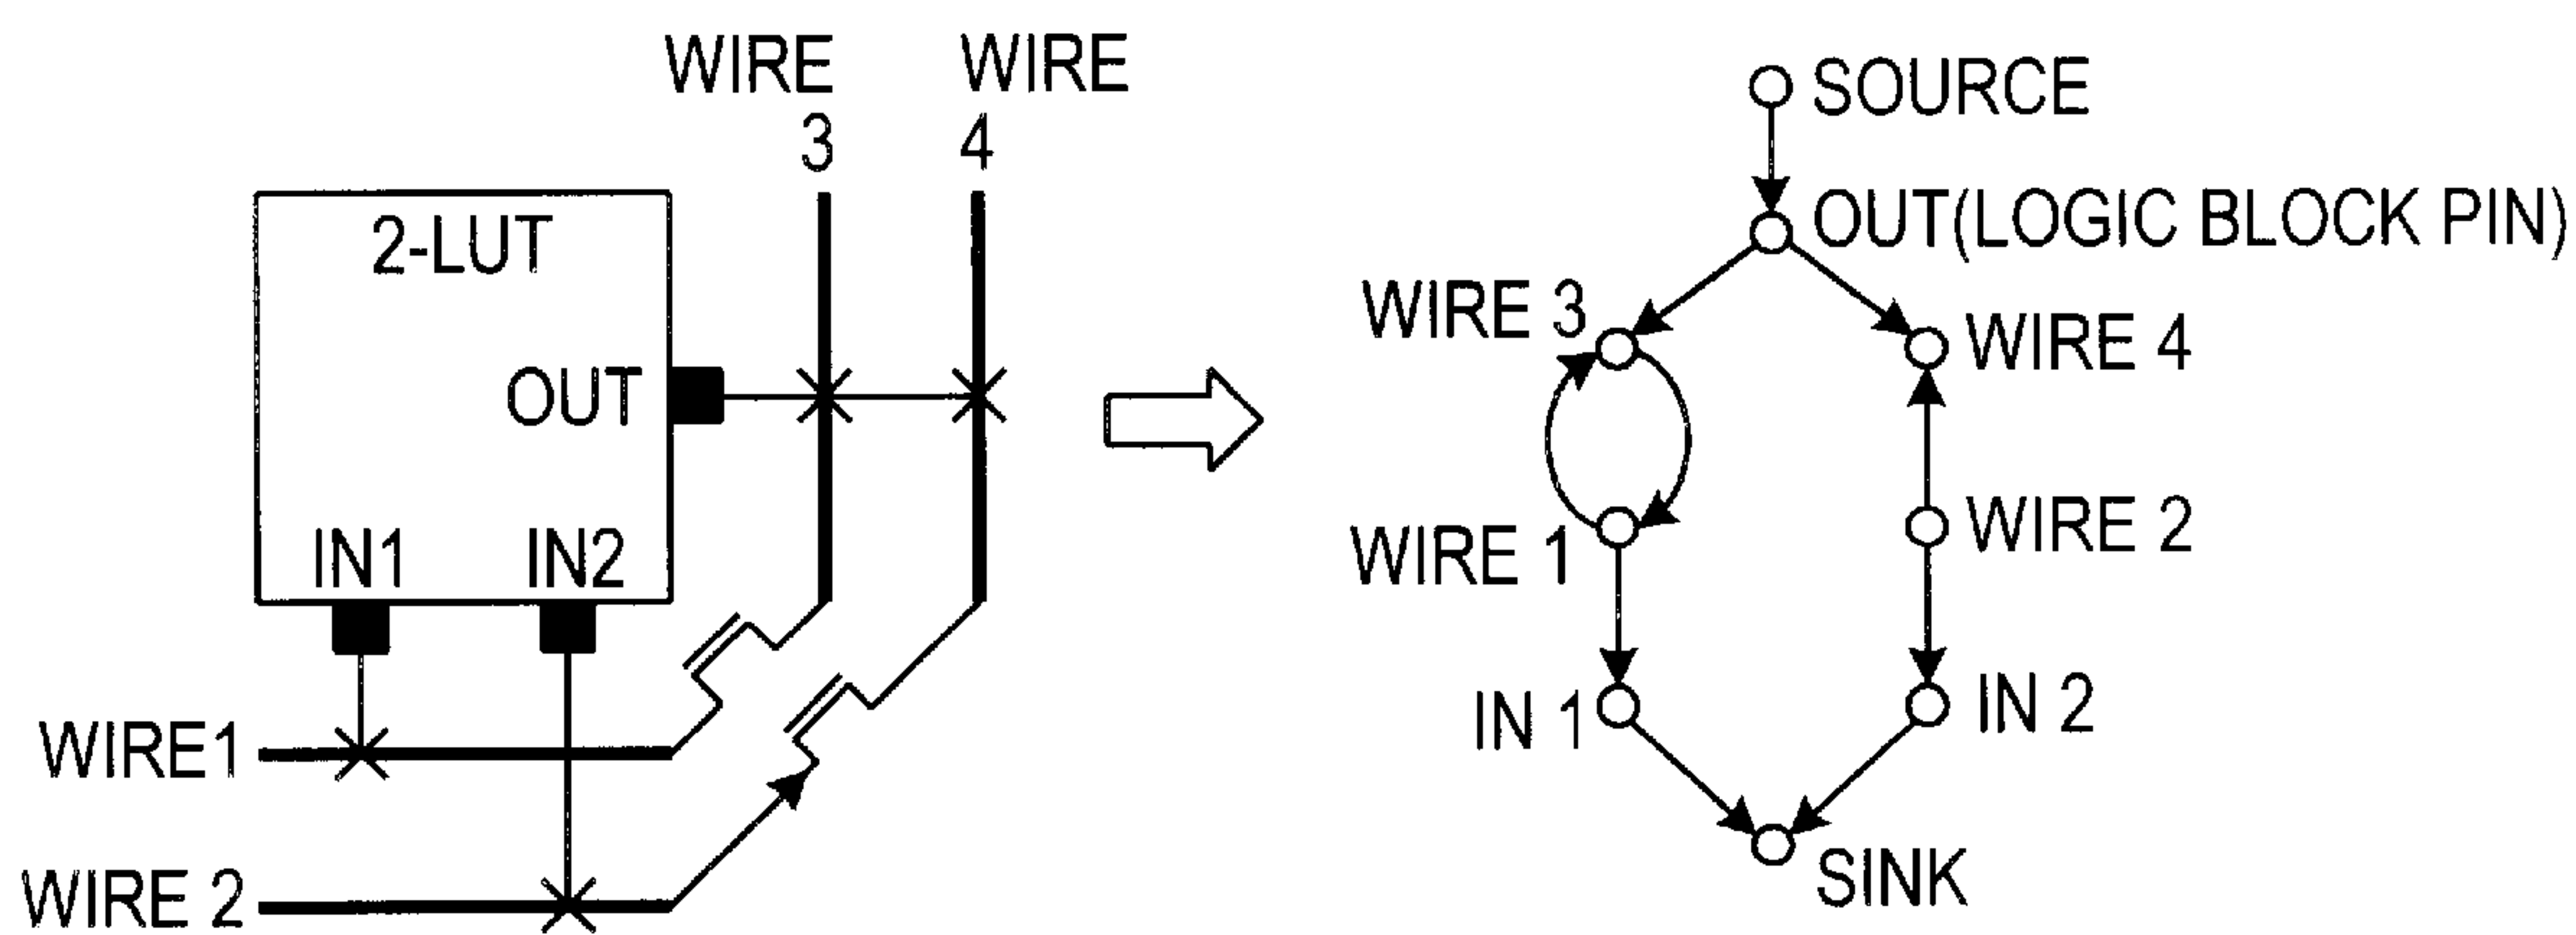 WIRE
3
WIRE
4
2-LUT
OUT
IN1
IN2
WIRE1
WIRE 2
SOURCE
OUT(LOGIC BLOCK PIN)
WIRE 3
WIRE 4
WIRE 1
WIRE 2
IN 1
IN 2
SINK